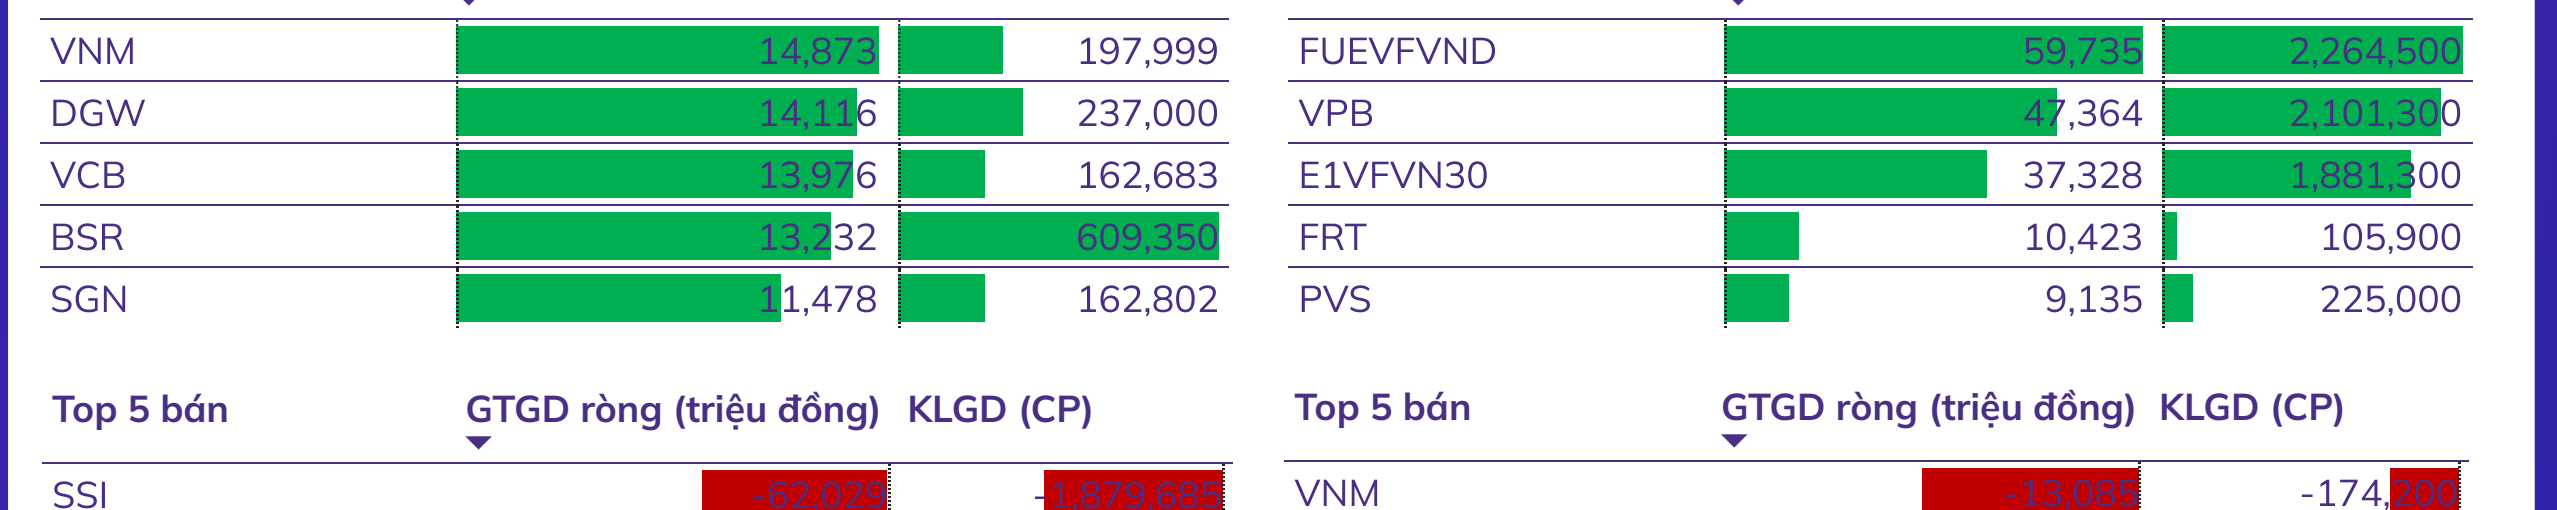 VNM 14,873 197,999
DGW 14,116 237,000
VCB 13,976 162,683
BSR 13,232 609,350
SGN 11,478 162,802
Top 5 bán GTGD ròng (triệu đồng) KLGD (CP)
SSI -62,029 -1,879,685
FUEVFVND 59,735 2,264,500
VPB 47,364 2,101,300
E1VFVN30 37,328 1,881,300
FRT 10,423 105,900
PVS 9,135 225,000
Top 5 bán GTGD ròng (triệu đồng) KLGD (CP)
VNM -13,085 -174,200